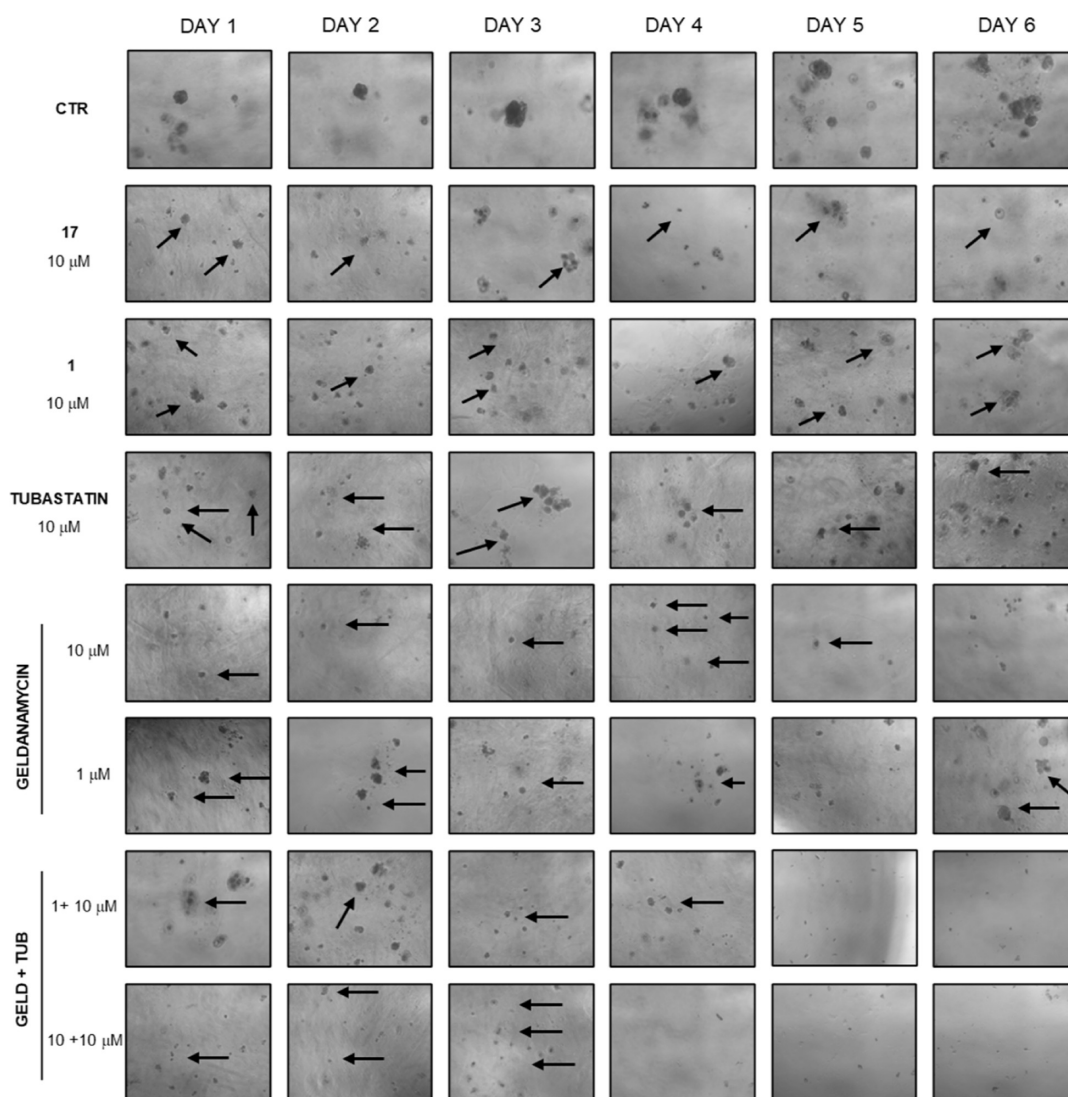 DAY 1 DAY 2 DAY 3 DAY 4 DAY 5 DAY 6
CTR
17
10 μM
1
10 μM
TUBASTATIN
10 μM
GELDANAMYCIN
10 μM
1 μM
GELD + TUB
1+ 10 μM
10 +10 μM